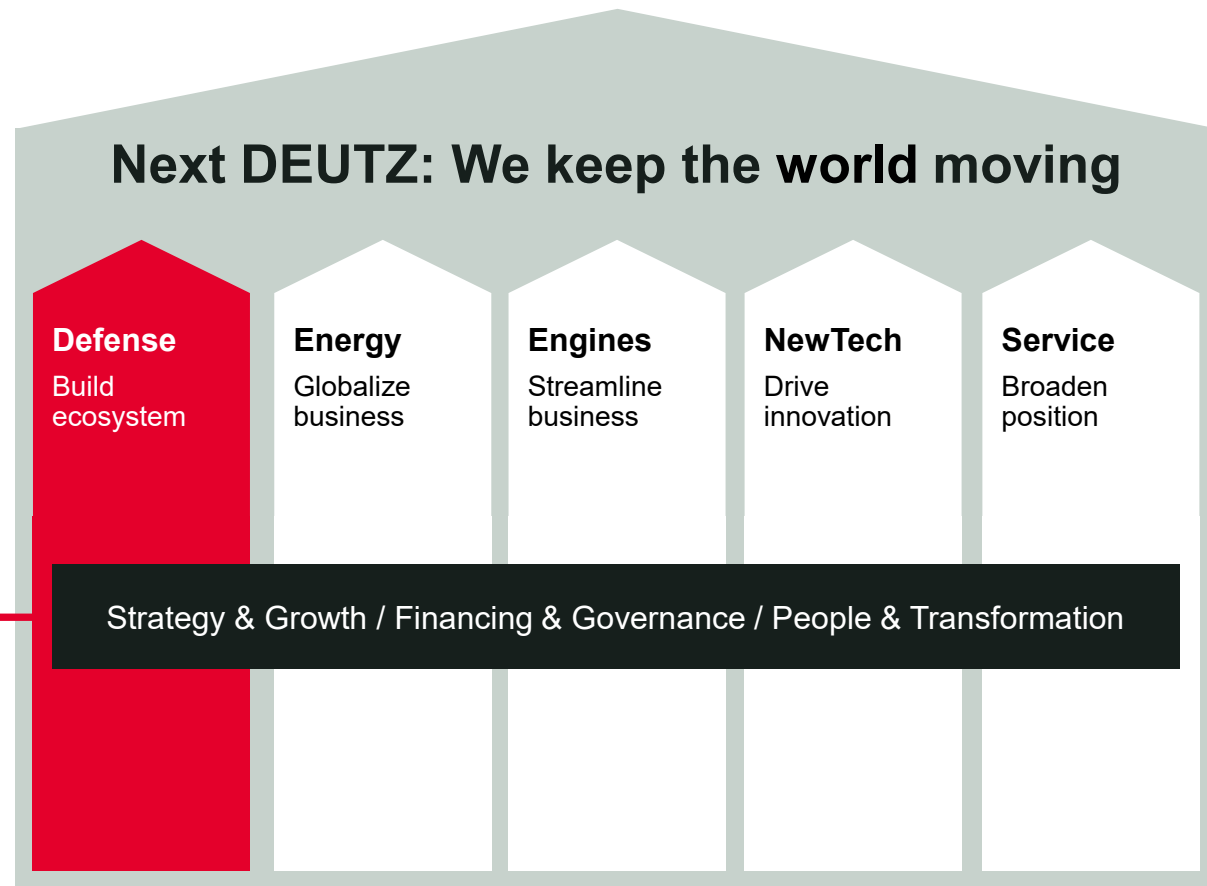 Next DEUTZ: We keep the world moving
Defense
Build
ecosystem
Energy
Globalize
business
Engines
Streamline
business
NewTech
Drive
innovation
Service
Broaden
position
Strategy & Growth / Financing & Governance / People & Transformation